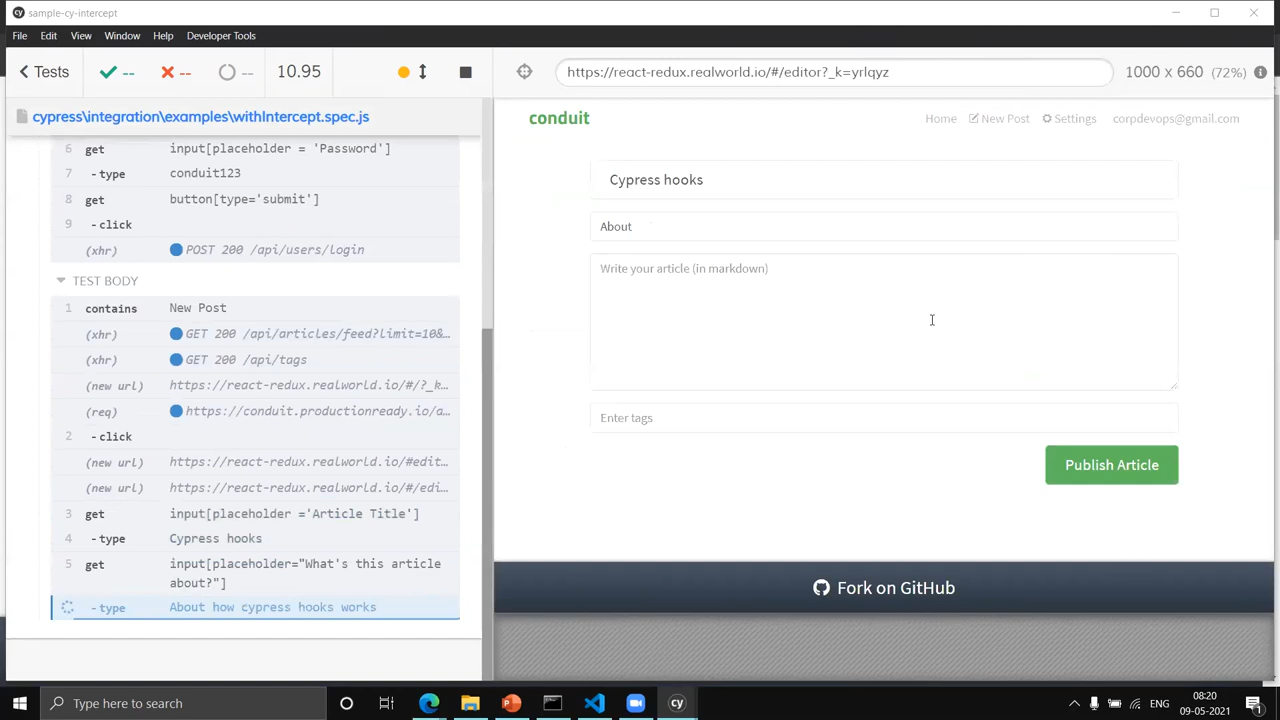 sample-cy-intercept
File Edit View Window Help Developer Tools
Tests -- -- -- 10.95
https://react-redux.realworld.io/#/editor?_k=yrlqyz
1000 x 660 (72%)
cypress\integration\examples\withIntercept.spec.js
6 get input[placeholder = 'Password']
7 -type conduit123
8 get button[type='submit']
9 -click
(xhr) POST 200 /api/users/login
TEST BODY
1 contains New Post
(xhr) GET 200 /api/articles/feed?limit=10&…
(xhr) GET 200 /api/tags
(new url) https://react-redux.realworld.io/#/?_k…
(req) https://conduit.productionready.io/a…
2 -click
(new url) https://react-redux.realworld.io/#edit…
(new url) https://react-redux.realworld.io/#/edi…
3 get input[placeholder ='Article Title']
4 -type Cypress hooks
5 get input[placeholder="What's this article
about?"]
-type About how cypress hooks works
conduit
Home New Post Settings corpdevops@gmail.com
Cypress hooks
About
Write your article (in markdown)
Enter tags
Publish Article
Fork on GitHub
Type here to search
ENG
08:20
09-05-2021
1